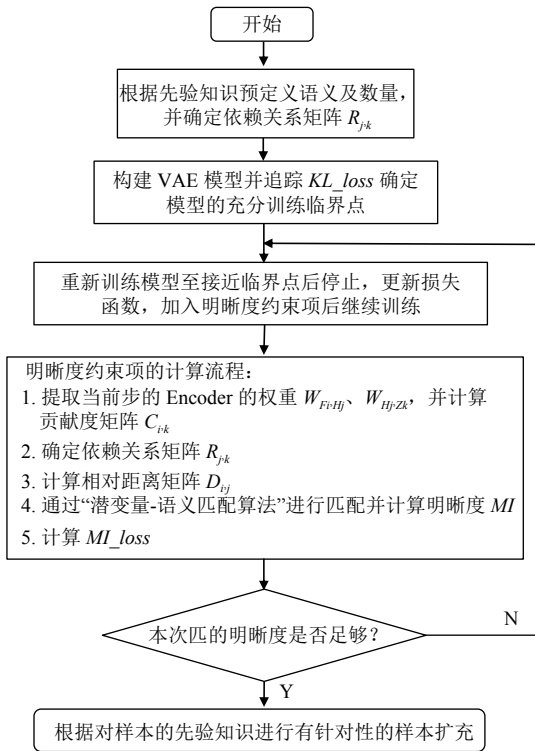 开始
根据先验知识预定义语义及数量，
并确定依赖关系矩阵 Rj·k
构建 VAE 模型并追踪 KL_loss 确定
模型的充分训练临界点
重新训练模型至接近临界点后停止，更新损失
函数，加入明晰度约束项后继续训练
明晰度约束项的计算流程：
1. 提取当前步的 Encoder 的权重 WFi·Hj、WHj·Zk，并计算
贡献度矩阵 Ci·k
2. 确定依赖关系矩阵 Rj·k
3. 计算相对距离矩阵 Di·j
4. 通过“潜变量-语义匹配算法”进行匹配并计算明晰度 MI
5. 计算 MI_loss
本次匹的明晰度是否足够？
N
Y
根据对样本的先验知识进行有针对性的样本扩充